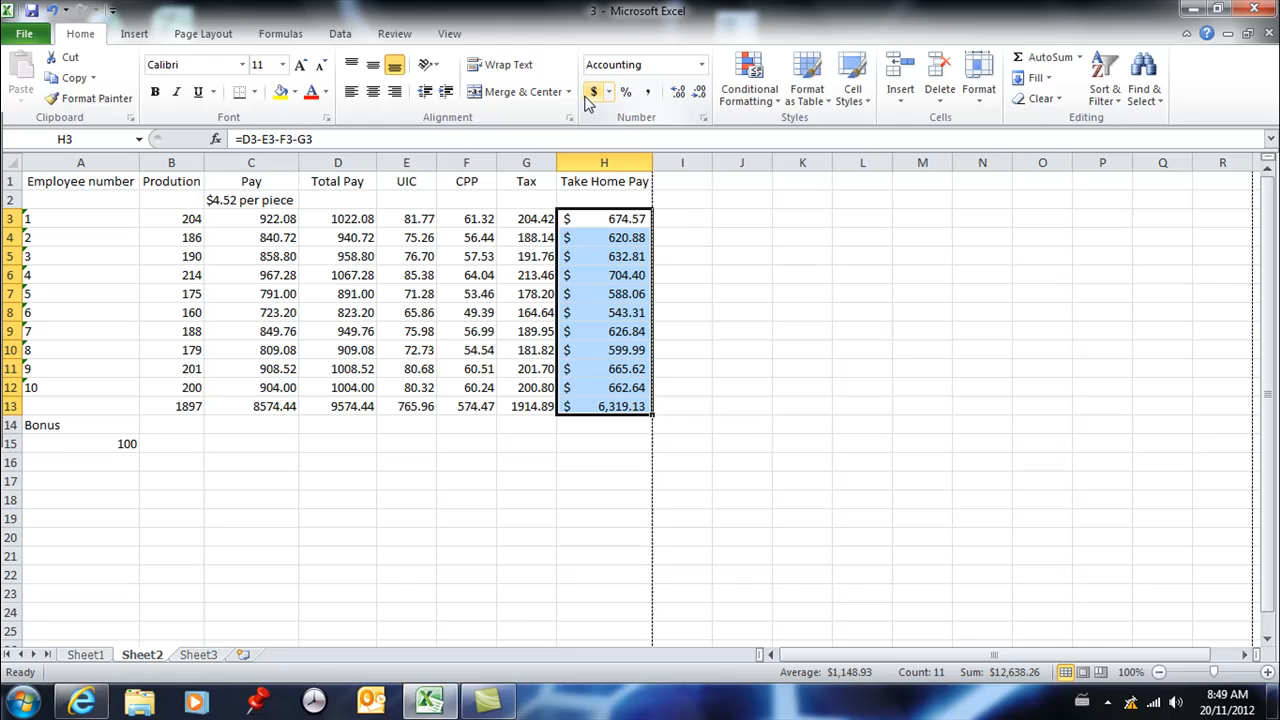 3 - Microsoft Excel
File Home Insert Page Layout Formulas Data Review View
Paste
Cut
Copy
Format Painter
Clipboard
Calibri 11
B I U
Font
Wrap Text
Merge & Center
Alignment
Accounting
$ % ,
Number
Conditional Formatting
Format as Table
Cell Styles
Styles
Insert Delete Format
Cells
AutoSum
Fill
Clear
Sort & Filter
Find & Select
Editing
H3 fx =D3-E3-F3-G3
A B C D E F G H I J K L M N O P Q R
1 Employee number Prodution Pay Total Pay UIC CPP Tax Take Home Pay
2 $4.52 per piece
3 1 204 922.08 1022.08 81.77 61.32 204.42 $ 674.57
4 2 186 840.72 940.72 75.26 56.44 188.14 $ 620.88
5 3 190 858.80 958.80 76.70 57.53 191.76 $ 632.81
6 4 214 967.28 1067.28 85.38 64.04 213.46 $ 704.40
7 5 175 791.00 891.00 71.28 53.46 178.20 $ 588.06
8 6 160 723.20 823.20 65.86 49.39 164.64 $ 543.31
9 7 188 849.76 949.76 75.98 56.99 189.95 $ 626.84
10 8 179 809.08 909.08 72.73 54.54 181.82 $ 599.99
11 9 201 908.52 1008.52 80.68 60.51 201.70 $ 665.62
12 10 200 904.00 1004.00 80.32 60.24 200.80 $ 662.64
13 1897 8574.44 9574.44 765.96 574.47 1914.89 $ 6,319.13
14 Bonus
15 100
16
17
18
19
20
21
22
23
24
25
Sheet1 Sheet2 Sheet3
Ready Average: $1,148.93 Count: 11 Sum: $12,638.26 100%
8:49 AM
20/11/2012